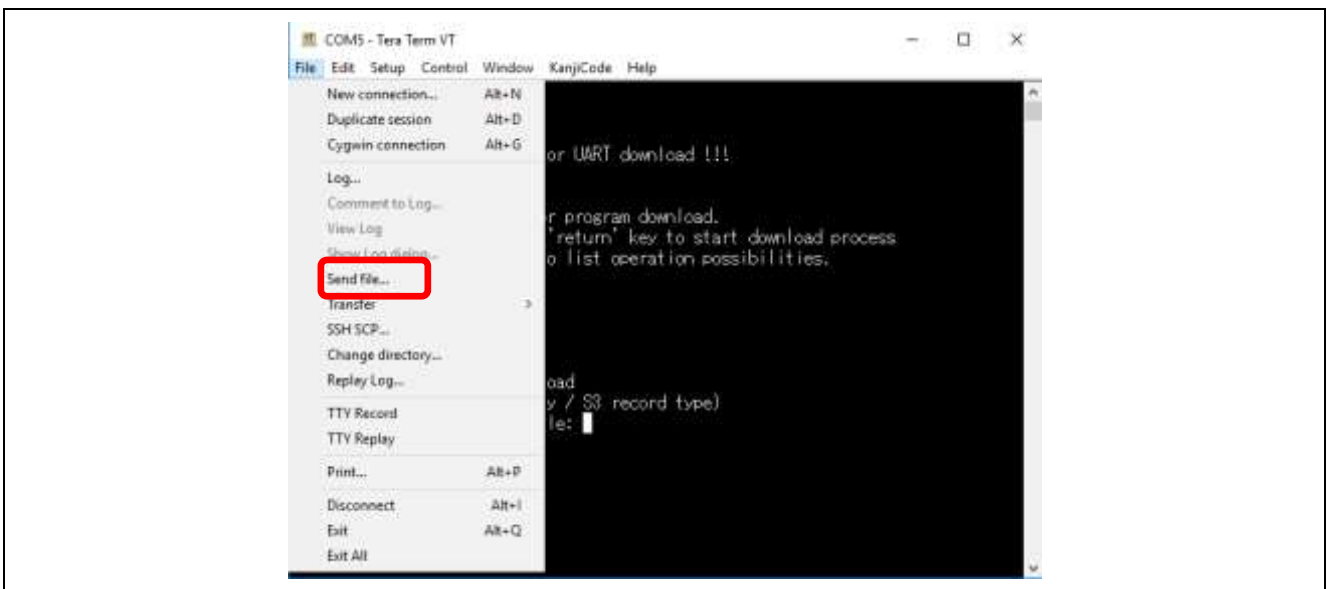 COM5 - Tera Term VT
File Edit Setup Control Window KanjiCode Help
New connection... Alt+N
Duplicate session Alt+D
Cygwin connection Alt+G
Log...
Comment to Log...
View Log
Show Log dialog...
Send file...
Transfer
SSH SCP...
Change directory...
Replay Log...
TTY Record
TTY Replay
Print... Alt+P
Disconnect Alt+I
Exit Alt+Q
Exit All
or UART download !!!
r program download.
'return' key to start download process
o list operation possibilities.
oad
y / S3 record type)
le: